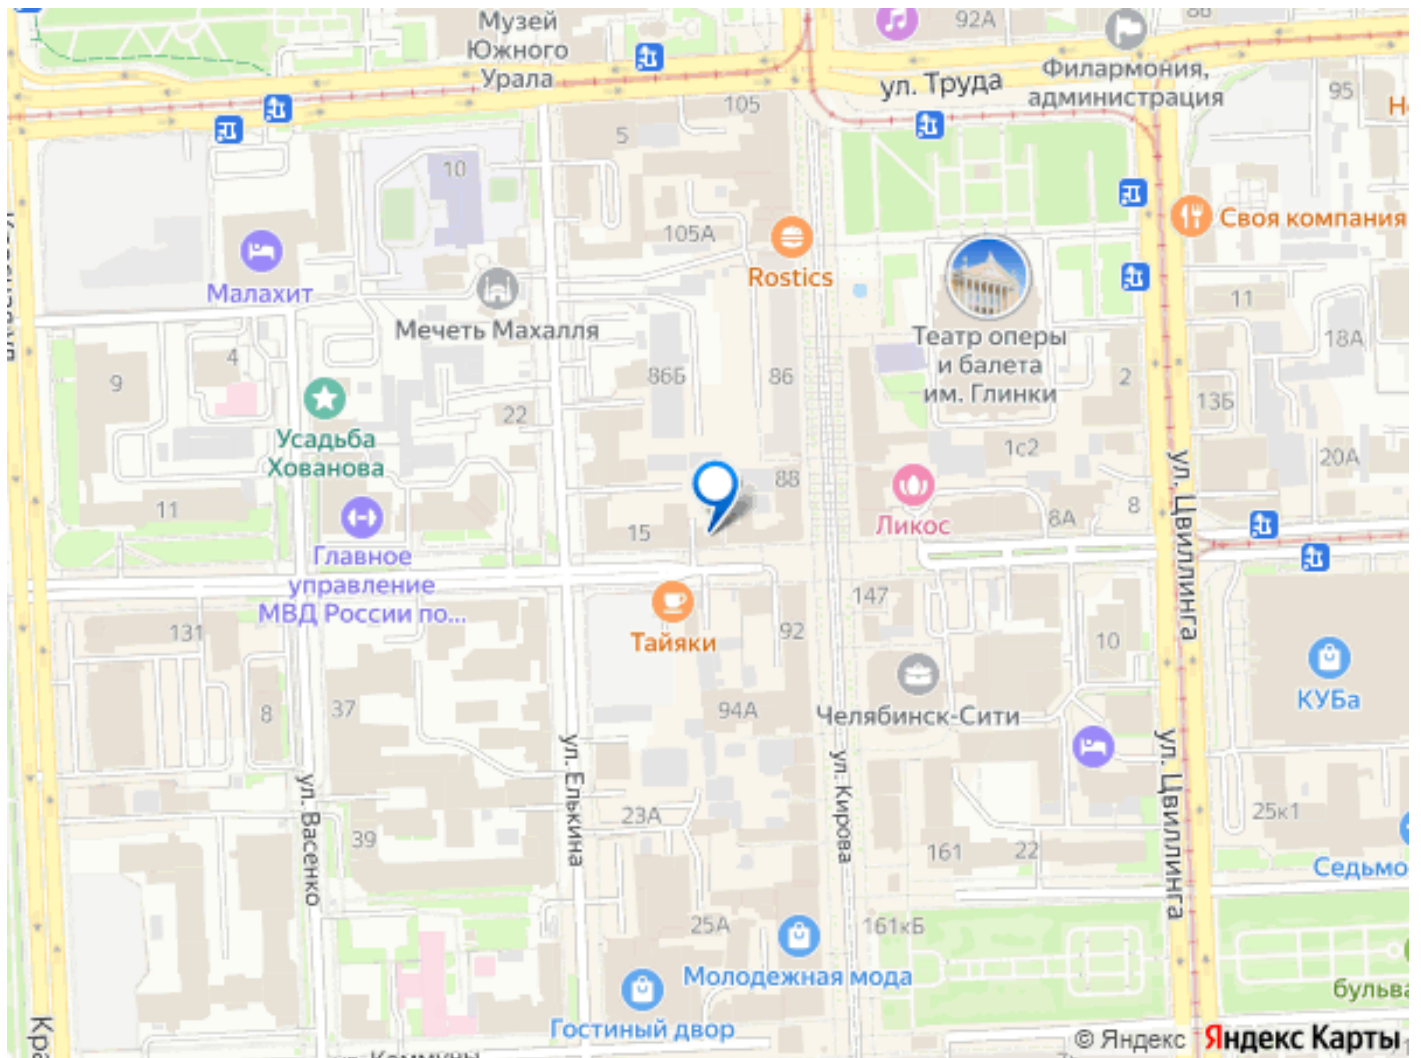 Музей
Южного
Урала
92А
Филармония,
администрация
ул. Труда
95
105
5
10
105А
Своя компания
Rostics
Малахит
Мечеть Махалля
11
18А
Театр оперы
и балета
им. Глинки
4
9
86Б
86
2
13Б
22
Усадьба
Хованова
1с2
20А
88
ул. Цвиллинга
11
15
Ликос
8А
8
Главное
управление
МВД России по...
147
131
Тайяки
92
10
КУБа
8
37
94А
Челябинск-Сити
ул. Васенко
ул. Елькина
ул. Кирова
ул. Цвиллинга
23А
39
25к1
161
22
Седьмо
25А
161кБ
Молодежная мода
бульва
Гостиный двор
Кра
© Яндекс
Яндекс Карты